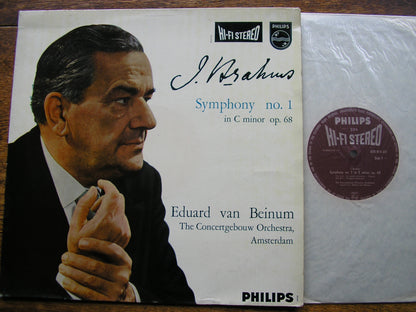 HI-FI STEREO
PHILIPS
J. Brahms
Symphony no. 1
in C minor op. 68
Eduard van Beinum
The Concertgebouw Orchestra,
Amsterdam
PHILIPS
PHILIPS
HI-FI STEREO